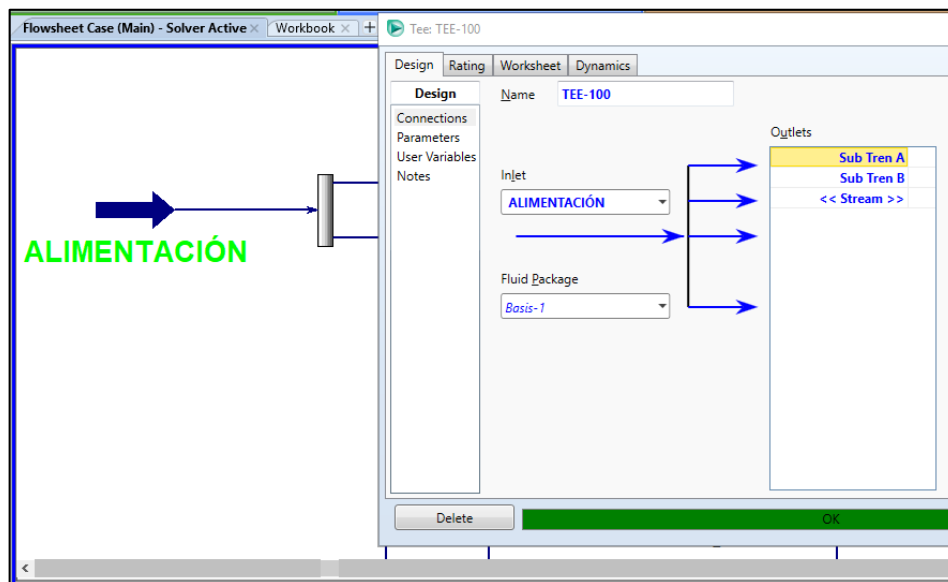 Flowsheet Case (Main) - Solver Active × Workbook × +
ALIMENTACIÓN
Tee: TEE-100
Design Rating Worksheet Dynamics
Design
Connections
Parameters
User Variables
Notes
Name TEE-100
Outlets
Sub Tren A
Sub Tren B
<< Stream >>
Inlet
ALIMENTACIÓN
Fluid Package
Basis-1
Delete
OK